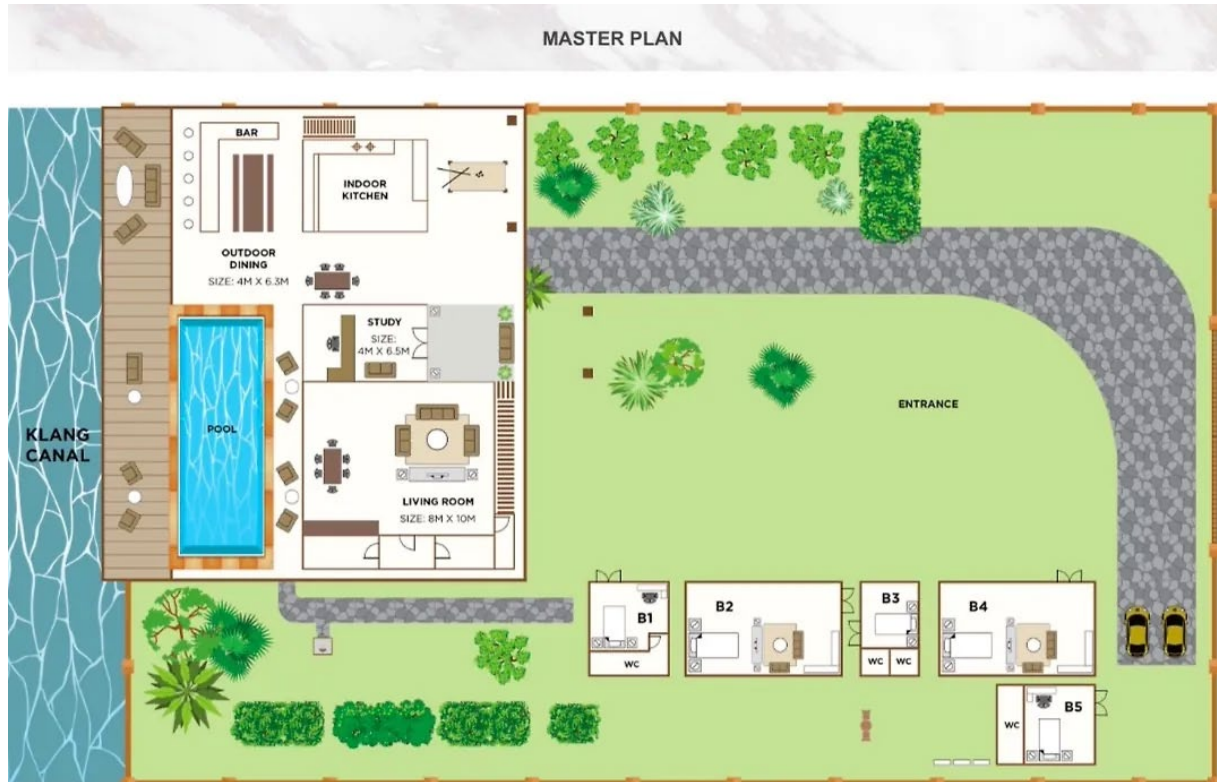 MASTER PLAN
BAR
INDOOR
KITCHEN
OUTDOOR
DINING
SIZE: 4M X 6.3M
STUDY
SIZE:
4M X 6.5M
POOL
KLANG
CANAL
ENTRANCE
LIVING ROOM
SIZE: 8M X 10M
B1
WC
B2
B3
WC
WC
B4
WC
B5